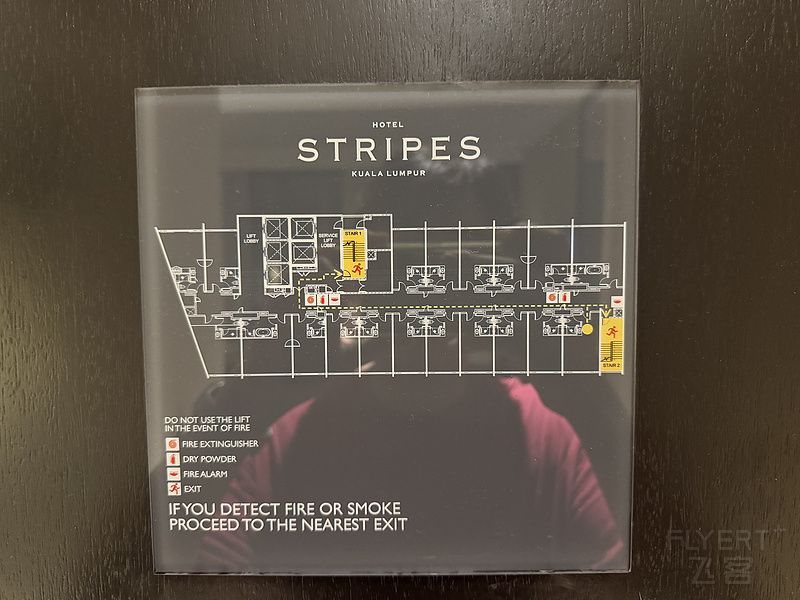 HOTEL
STRIPES
KUALA LUMPUR
LIFT
LOBBY
SERVICE
LIFT
LOBBY
STAIR 1
STAIR 2
DO NOT USE THE LIFT
IN THE EVENT OF FIRE
FIRE EXTINGUISHER
DRY POWDER
FIRE ALARM
EXIT
IF YOU DETECT FIRE OR SMOKE
PROCEED TO THE NEAREST EXIT
FLYERT
飞客